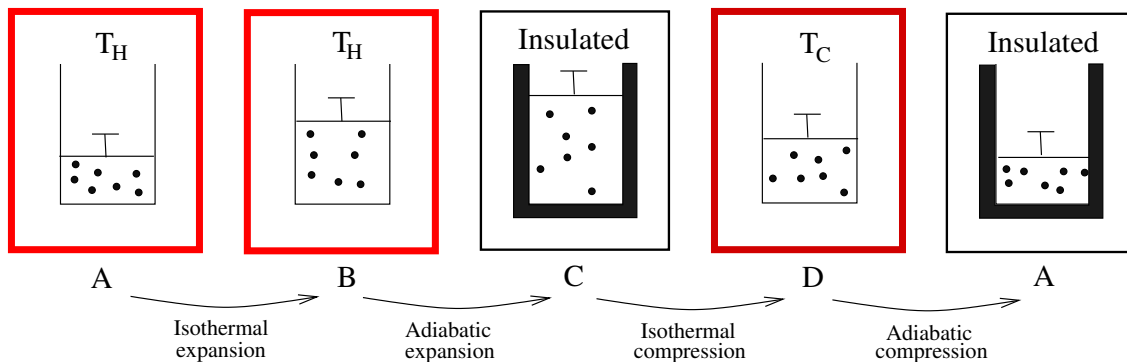 T_H
T_H
Insulated
T_C
Insulated
A
B
C
D
A
Isothermal
expansion
Adiabatic
expansion
Isothermal
compression
Adiabatic
compression